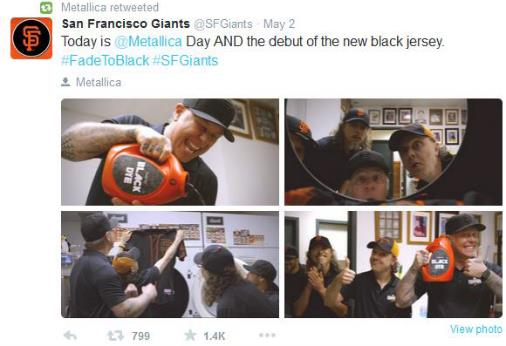 Metallica retweeted
San Francisco Giants @SFGiants · May 2
Today is @Metallica Day AND the debut of the new black jersey.
#FadeToBlack #SFGiants
Metallica
SF
BLACK
DYE
BLACK
DYE
799
1.4K
View photo